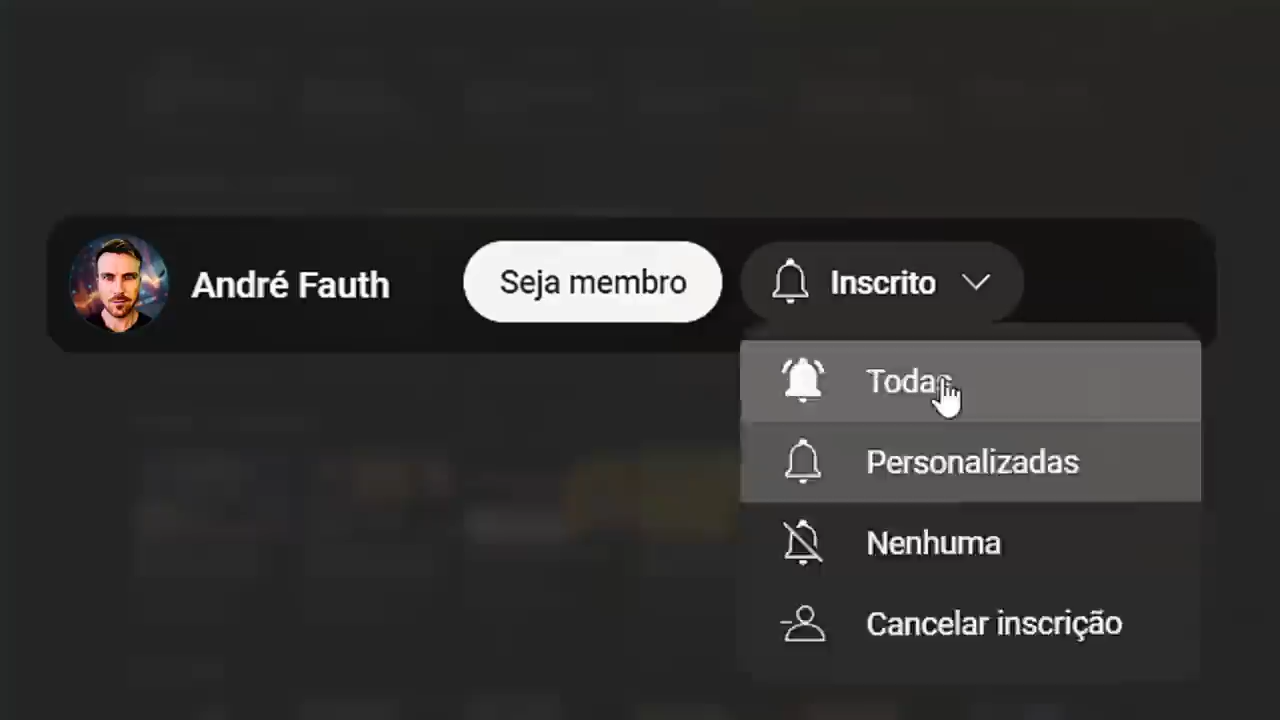 André Fauth
Seja membro
Inscrito
Todas
Personalizadas
Nenhuma
Cancelar inscrição